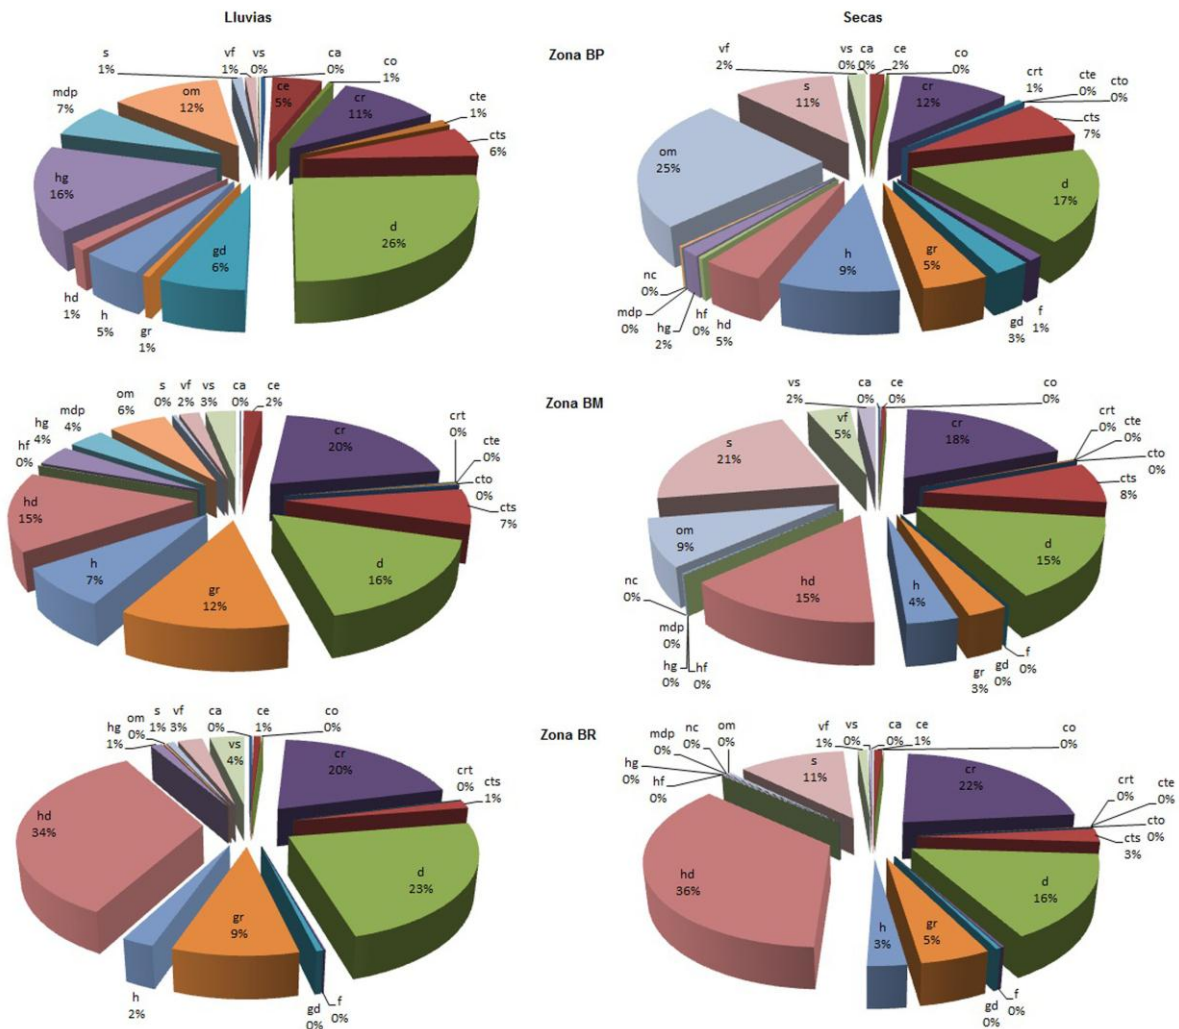 Lluvias
Secas
Zona BP
s
1%
vf
1%
vs
0%
ca
0%
co
1%
ce
5%
cr
11%
cte
1%
cts
6%
d
26%
gd
6%
gr
1%
h
5%
hd
1%
hg
16%
mdp
7%
om
12%
vf
2%
vs
0%
ca
0%
ce
2%
co
0%
cr
12%
crt
1%
cte
0%
cto
0%
cts
7%
d
17%
f
1%
gd
3%
gr
5%
h
9%
hd
5%
hf
0%
hg
2%
mdp
0%
nc
0%
om
25%
s
11%
Zona BM
s
0%
vf
2%
vs
3%
ca
0%
ce
2%
cr
20%
crt
0%
cte
0%
cto
0%
cts
7%
d
16%
gr
12%
h
7%
hd
15%
hf
0%
hg
4%
mdp
4%
om
6%
vs
2%
ca
0%
ce
0%
co
0%
cr
18%
crt
0%
cte
0%
cto
0%
cts
8%
d
15%
f
0%
gd
0%
gr
3%
h
4%
hd
15%
hf
0%
hg
0%
mdp
0%
nc
0%
om
9%
s
21%
vf
5%
Zona BR
hg
1%
om
0%
s
1%
vf
3%
vs
4%
ca
0%
ce
1%
co
0%
cr
20%
crt
0%
cts
1%
d
23%
f
0%
gd
0%
gr
9%
h
2%
hd
34%
vf
1%
vs
0%
ca
0%
ce
1%
co
0%
cr
22%
crt
0%
cte
0%
cto
0%
cts
3%
d
16%
f
0%
gd
0%
gr
5%
h
3%
hd
36%
hf
0%
hg
0%
mdp
0%
nc
0%
om
0%
s
11%